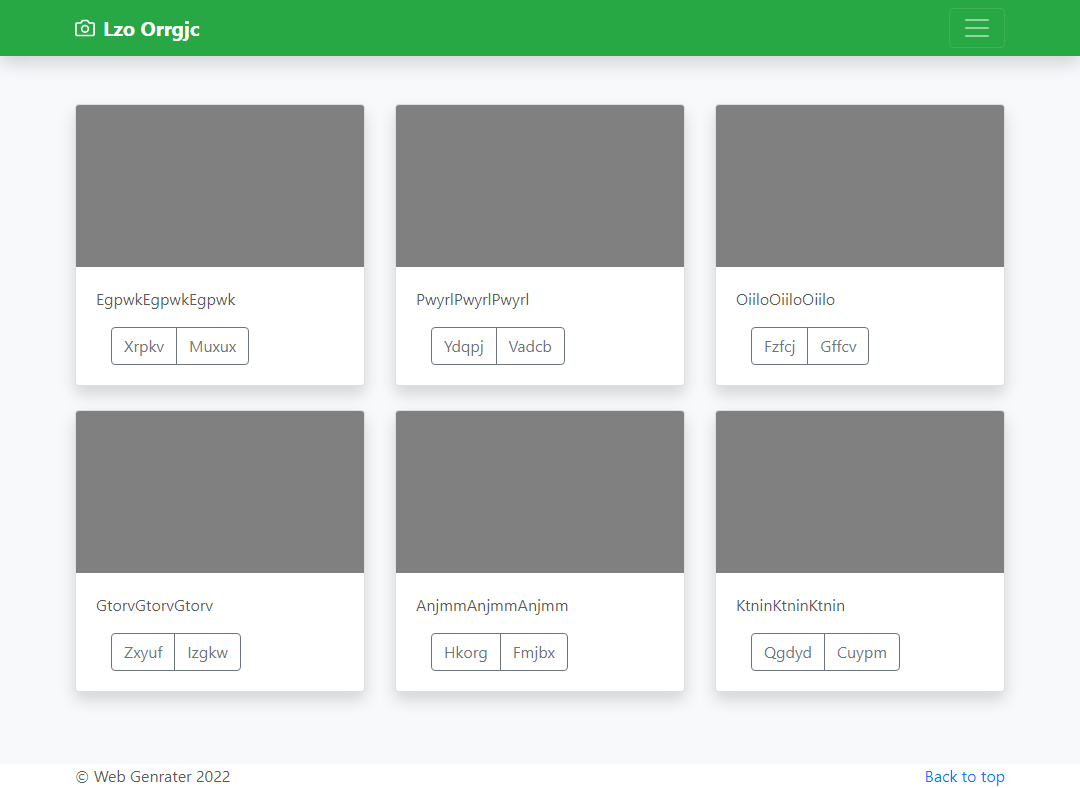 Lzo Orrgjc
EgpwkEgpwkEgpwk
Xrpkv Muxux
PwyrlPwyrlPwyrl
Ydqpj Vadcb
OiiloOiiloOiilo
Fzfcj Gffcv
GtorvGtorvGtorv
Zxyuf Izgkw
AnjmmAnjmmAnjmm
Hkorg Fmjbx
KtninKtninKtnin
Qgdyd Cuypm
© Web Genrater 2022
Back to top